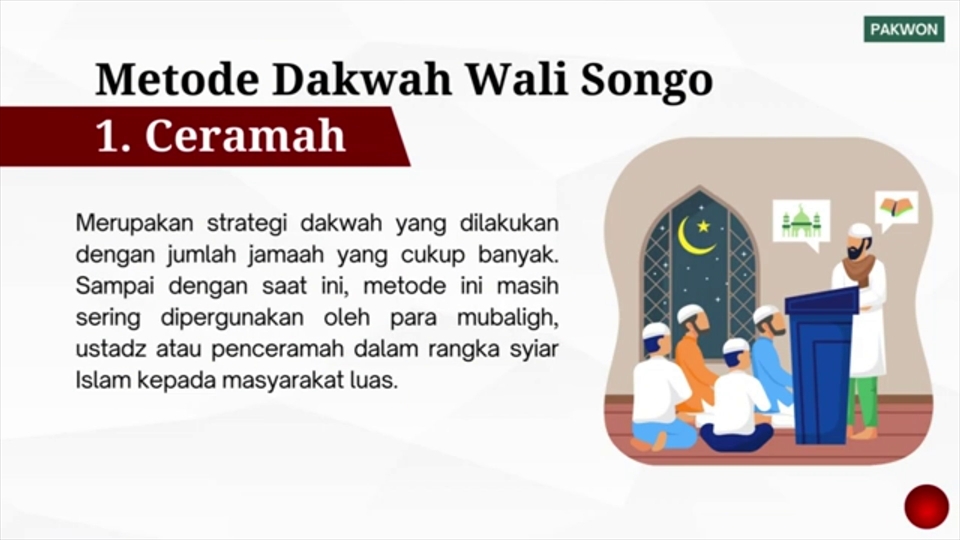 PAKWON
Metode Dakwah Wali Songo
1. Ceramah
Merupakan strategi dakwah yang dilakukan
dengan jumlah jamaah yang cukup banyak.
Sampai dengan saat ini, metode ini masih
sering dipergunakan oleh para mubaligh,
ustadz atau penceramah dalam rangka syiar
Islam kepada masyarakat luas.